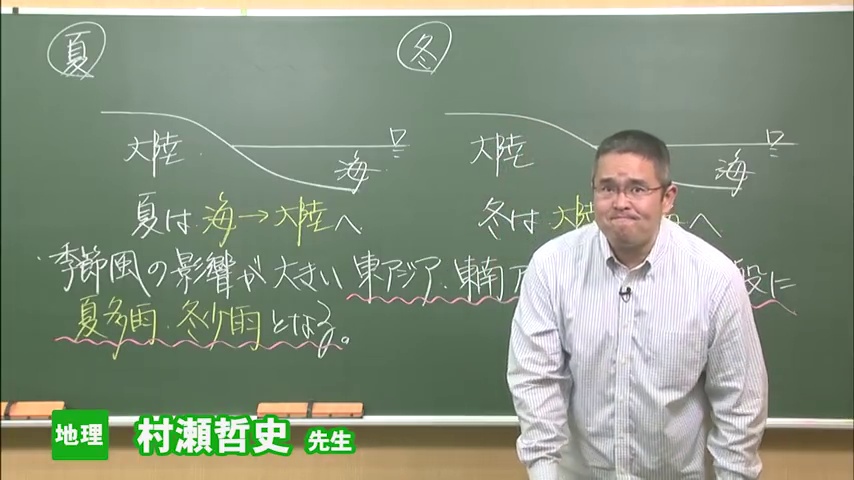 夏
冬
大陸
海
大陸
海
夏は 海→大陸へ
冬は 大陸
へ
季節風の影響が大きい 東アジア・東南ア
般に
夏多雨・冬少雨となる。
地理 村瀬哲史 先生